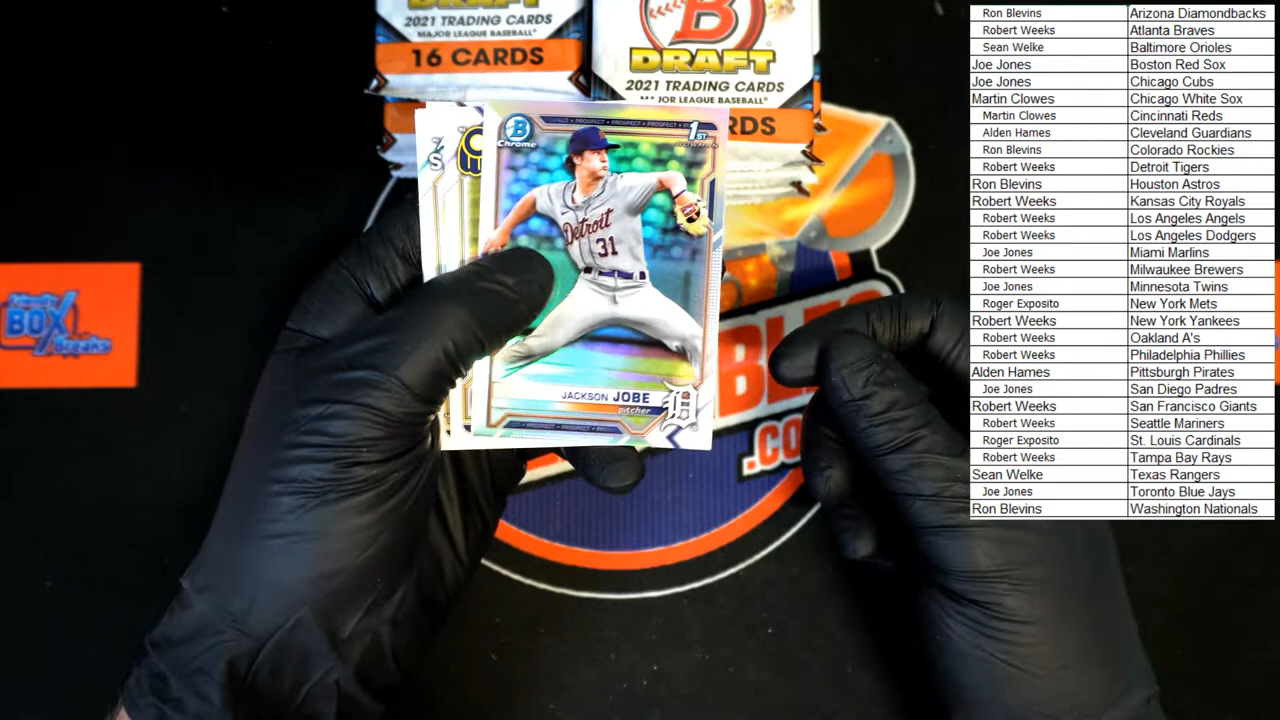 DRAFT
2021 TRADING CARDS
MAJOR LEAGUE BASEBALL
16 CARDS
B
DRAFT
2021 TRADING CARDS
MAJOR LEAGUE BASEBALL
RDS
B
Chrome
PROSPECT • PROSPECT • PROSPECT
1ST
BOWMAN
S
Detroit
31
JACKSON JOBE
pitcher
PROSPECT • PROSPECT
D
BOX
Breaks
.CO
Ron Blevins Arizona Diamondbacks
Robert Weeks Atlanta Braves
Sean Welke Baltimore Orioles
Joe Jones Boston Red Sox
Joe Jones Chicago Cubs
Martin Clowes Chicago White Sox
Martin Clowes Cincinnati Reds
Alden Hames Cleveland Guardians
Ron Blevins Colorado Rockies
Robert Weeks Detroit Tigers
Ron Blevins Houston Astros
Robert Weeks Kansas City Royals
Robert Weeks Los Angeles Angels
Robert Weeks Los Angeles Dodgers
Joe Jones Miami Marlins
Robert Weeks Milwaukee Brewers
Joe Jones Minnesota Twins
Roger Exposito New York Mets
Robert Weeks New York Yankees
Robert Weeks Oakland A's
Robert Weeks Philadelphia Phillies
Alden Hames Pittsburgh Pirates
Joe Jones San Diego Padres
Robert Weeks San Francisco Giants
Robert Weeks Seattle Mariners
Roger Exposito St. Louis Cardinals
Robert Weeks Tampa Bay Rays
Sean Welke Texas Rangers
Joe Jones Toronto Blue Jays
Ron Blevins Washington Nationals